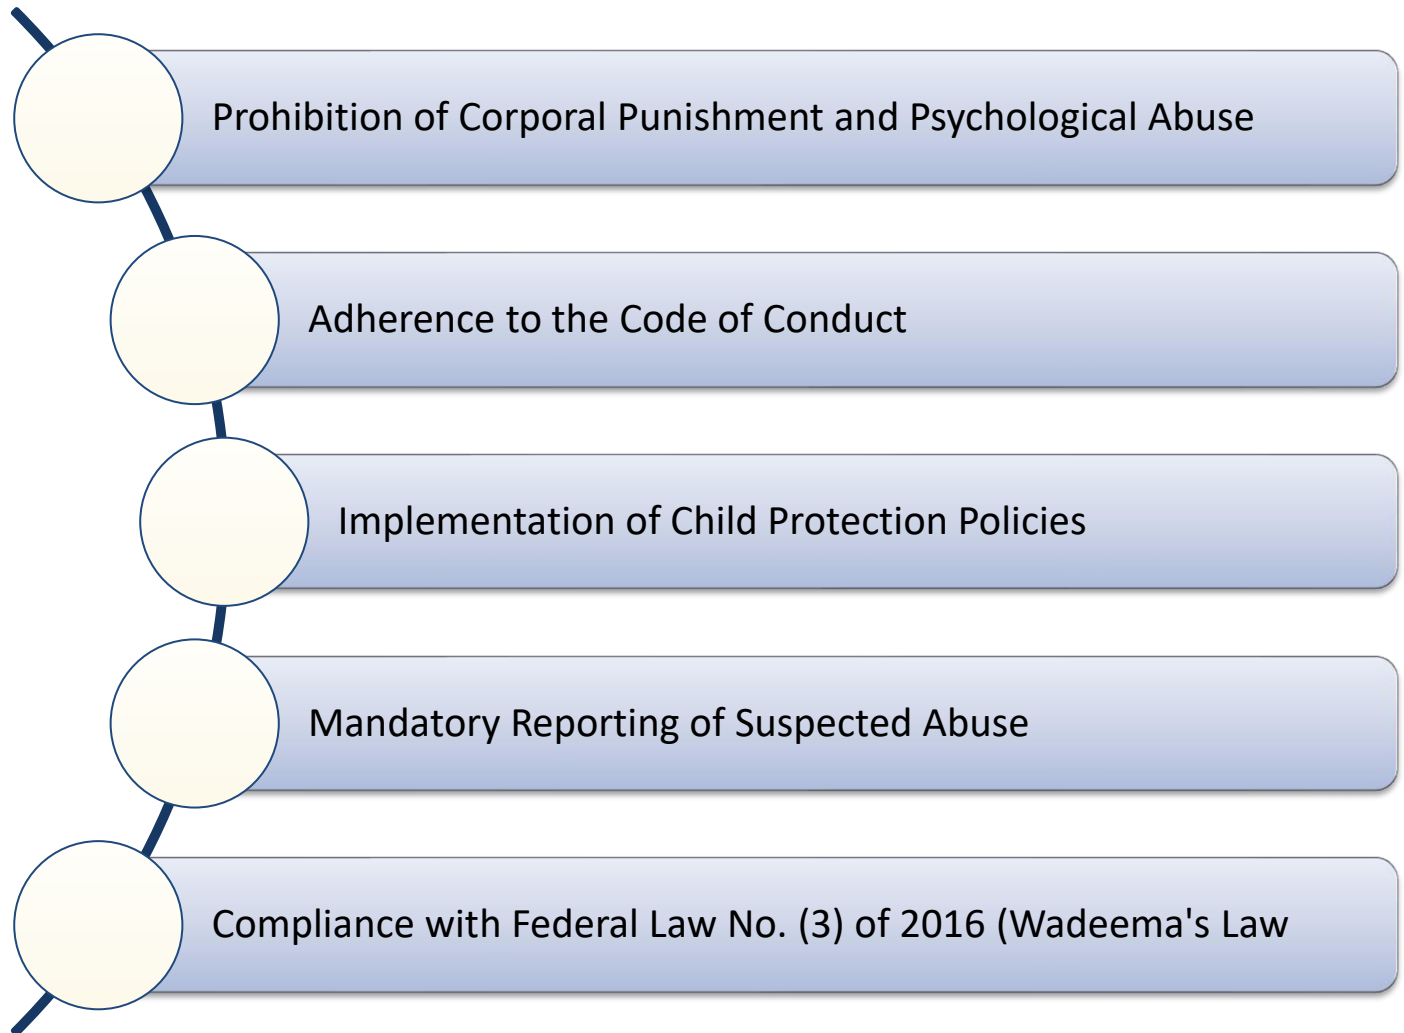 Prohibition of Corporal Punishment and Psychological Abuse
Adherence to the Code of Conduct
Implementation of Child Protection Policies
Mandatory Reporting of Suspected Abuse
Compliance with Federal Law No. (3) of 2016 (Wadeema's Law